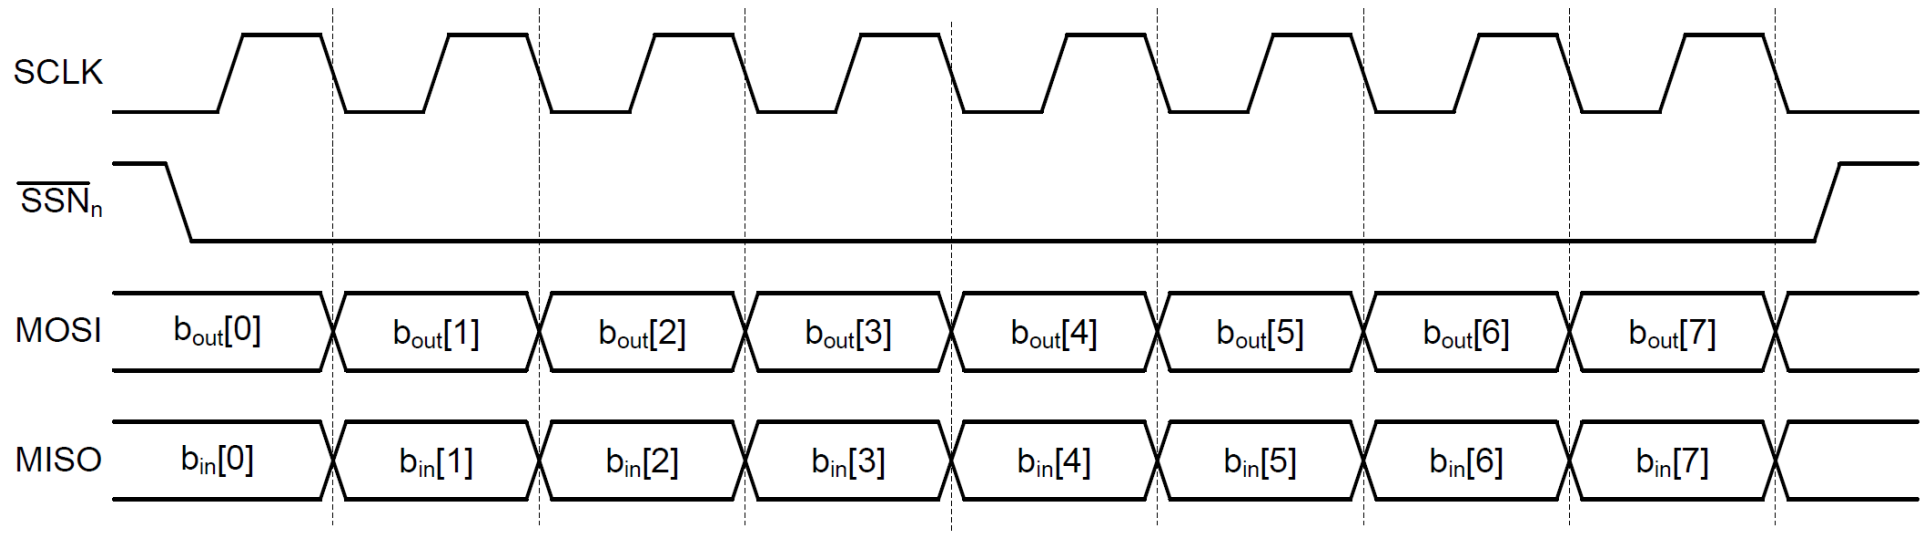 SCLK
S̅S̅N̅ₙ
MOSI bₒᵤₜ[0] bₒᵤₜ[1] bₒᵤₜ[2] bₒᵤₜ[3] bₒᵤₜ[4] bₒᵤₜ[5] bₒᵤₜ[6] bₒᵤₜ[7]
MISO bᵢₙ[0] bᵢₙ[1] bᵢₙ[2] bᵢₙ[3] bᵢₙ[4] bᵢₙ[5] bᵢₙ[6] bᵢₙ[7]